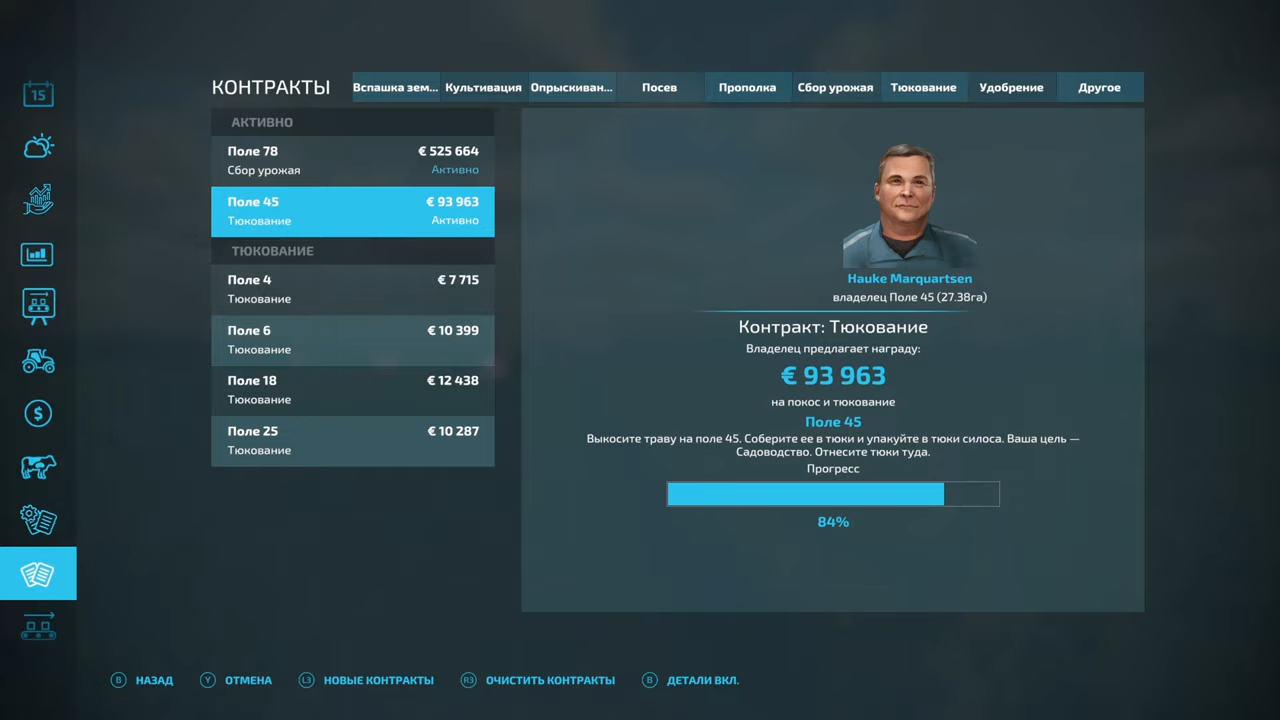 15
КОНТРАКТЫ
Вспашка зем... Культивация Опрыскиван... Посев Прополка Сбор урожая Тюкование Удобрение Другое
АКТИВНО
Поле 78 € 525 664
Сбор урожая Активно
Поле 45 € 93 963
Тюкование Активно
ТЮКОВАНИЕ
Поле 4 € 7 715
Тюкование
Поле 6 € 10 399
Тюкование
Поле 18 € 12 438
Тюкование
Поле 25 € 10 287
Тюкование
Hauke Marquartsen
владелец Поле 45 (27.38га)
Контракт: Тюкование
Владелец предлагает награду:
€ 93 963
на покос и тюкование
Поле 45
Выкосите траву на поле 45. Соберите ее в тюки и упакуйте в тюки силоса. Ваша цель —
Садоводство. Отнесите тюки туда.
Прогресс
84%
B НАЗАД Y ОТМЕНА L3 НОВЫЕ КОНТРАКТЫ R3 ОЧИСТИТЬ КОНТРАКТЫ B ДЕТАЛИ ВКЛ.